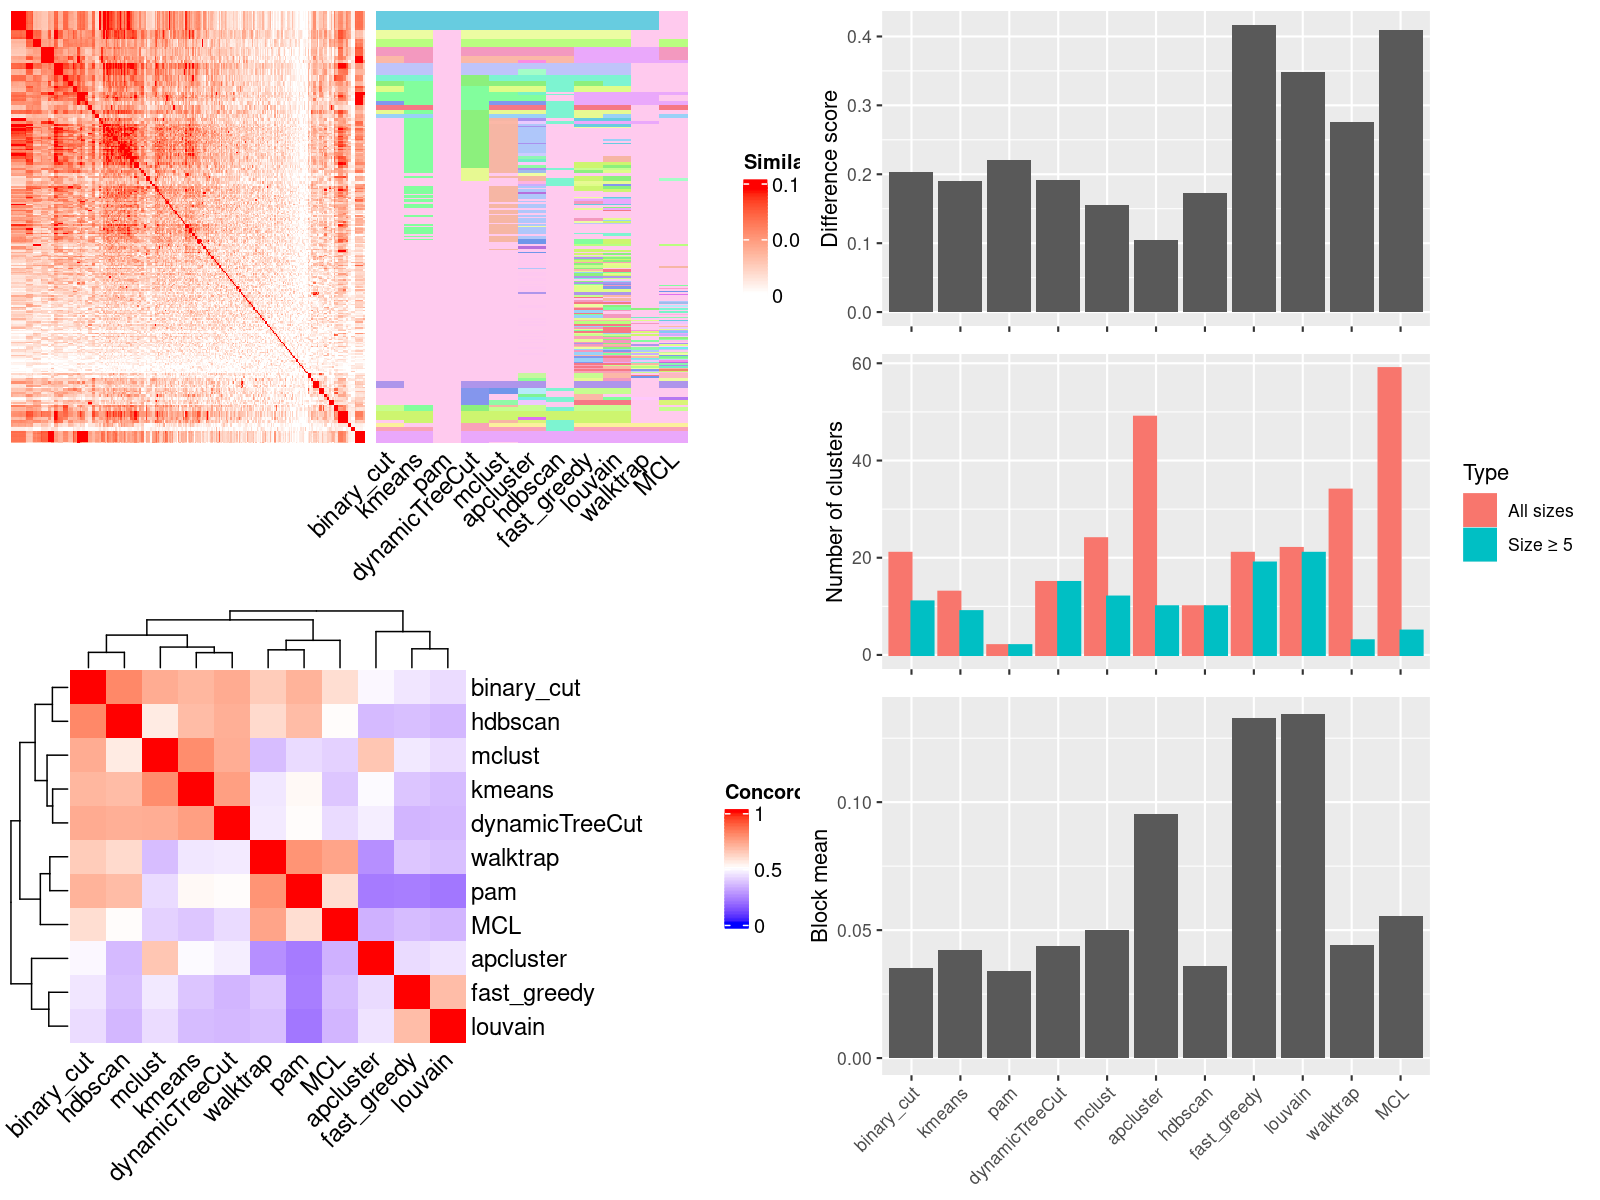 Simila
0.1
0.0
0
binary_cut
kmeans
pam
dynamicTreeCut
mclust
apcluster
hdbscan
fast_greedy
louvain
walktrap
MCL
binary_cut
hdbscan
mclust
kmeans
dynamicTreeCut
walktrap
pam
MCL
apcluster
fast_greedy
louvain
Concord
1
0.5
0
binary_cut
hdbscan
mclust
kmeans
dynamicTreeCut
walktrap
pam
MCL
apcluster
fast_greedy
louvain
Difference score
0.4
0.3
0.2
0.1
0.0
Number of clusters
60
40
20
0
Type
All sizes
Size ≥ 5
Block mean
0.10
0.05
0.00
binary_cut
kmeans
pam
dynamicTreeCut
mclust
apcluster
hdbscan
fast_greedy
louvain
walktrap
MCL